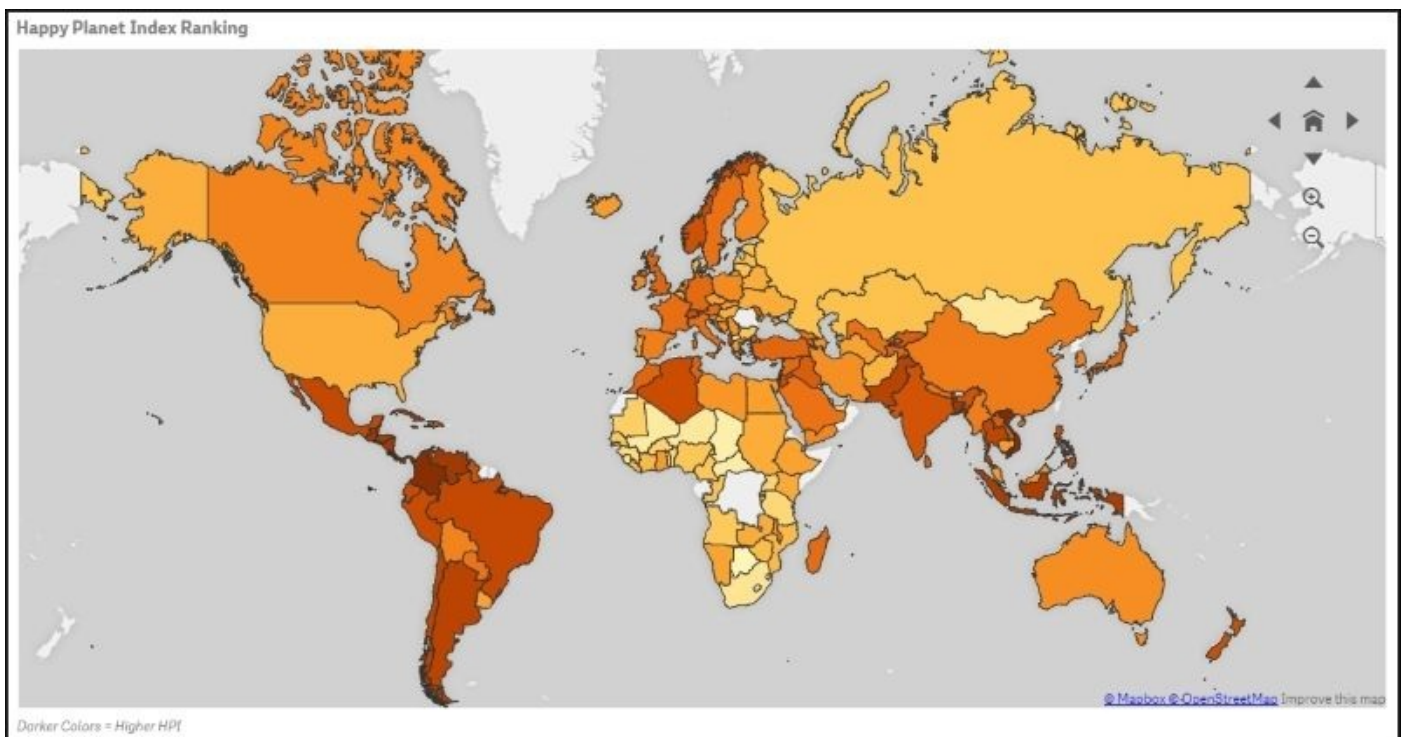 Happy Planet Index Ranking
© Mapbox © OpenStreetMap Improve this map
Darker Colors = Higher HPI